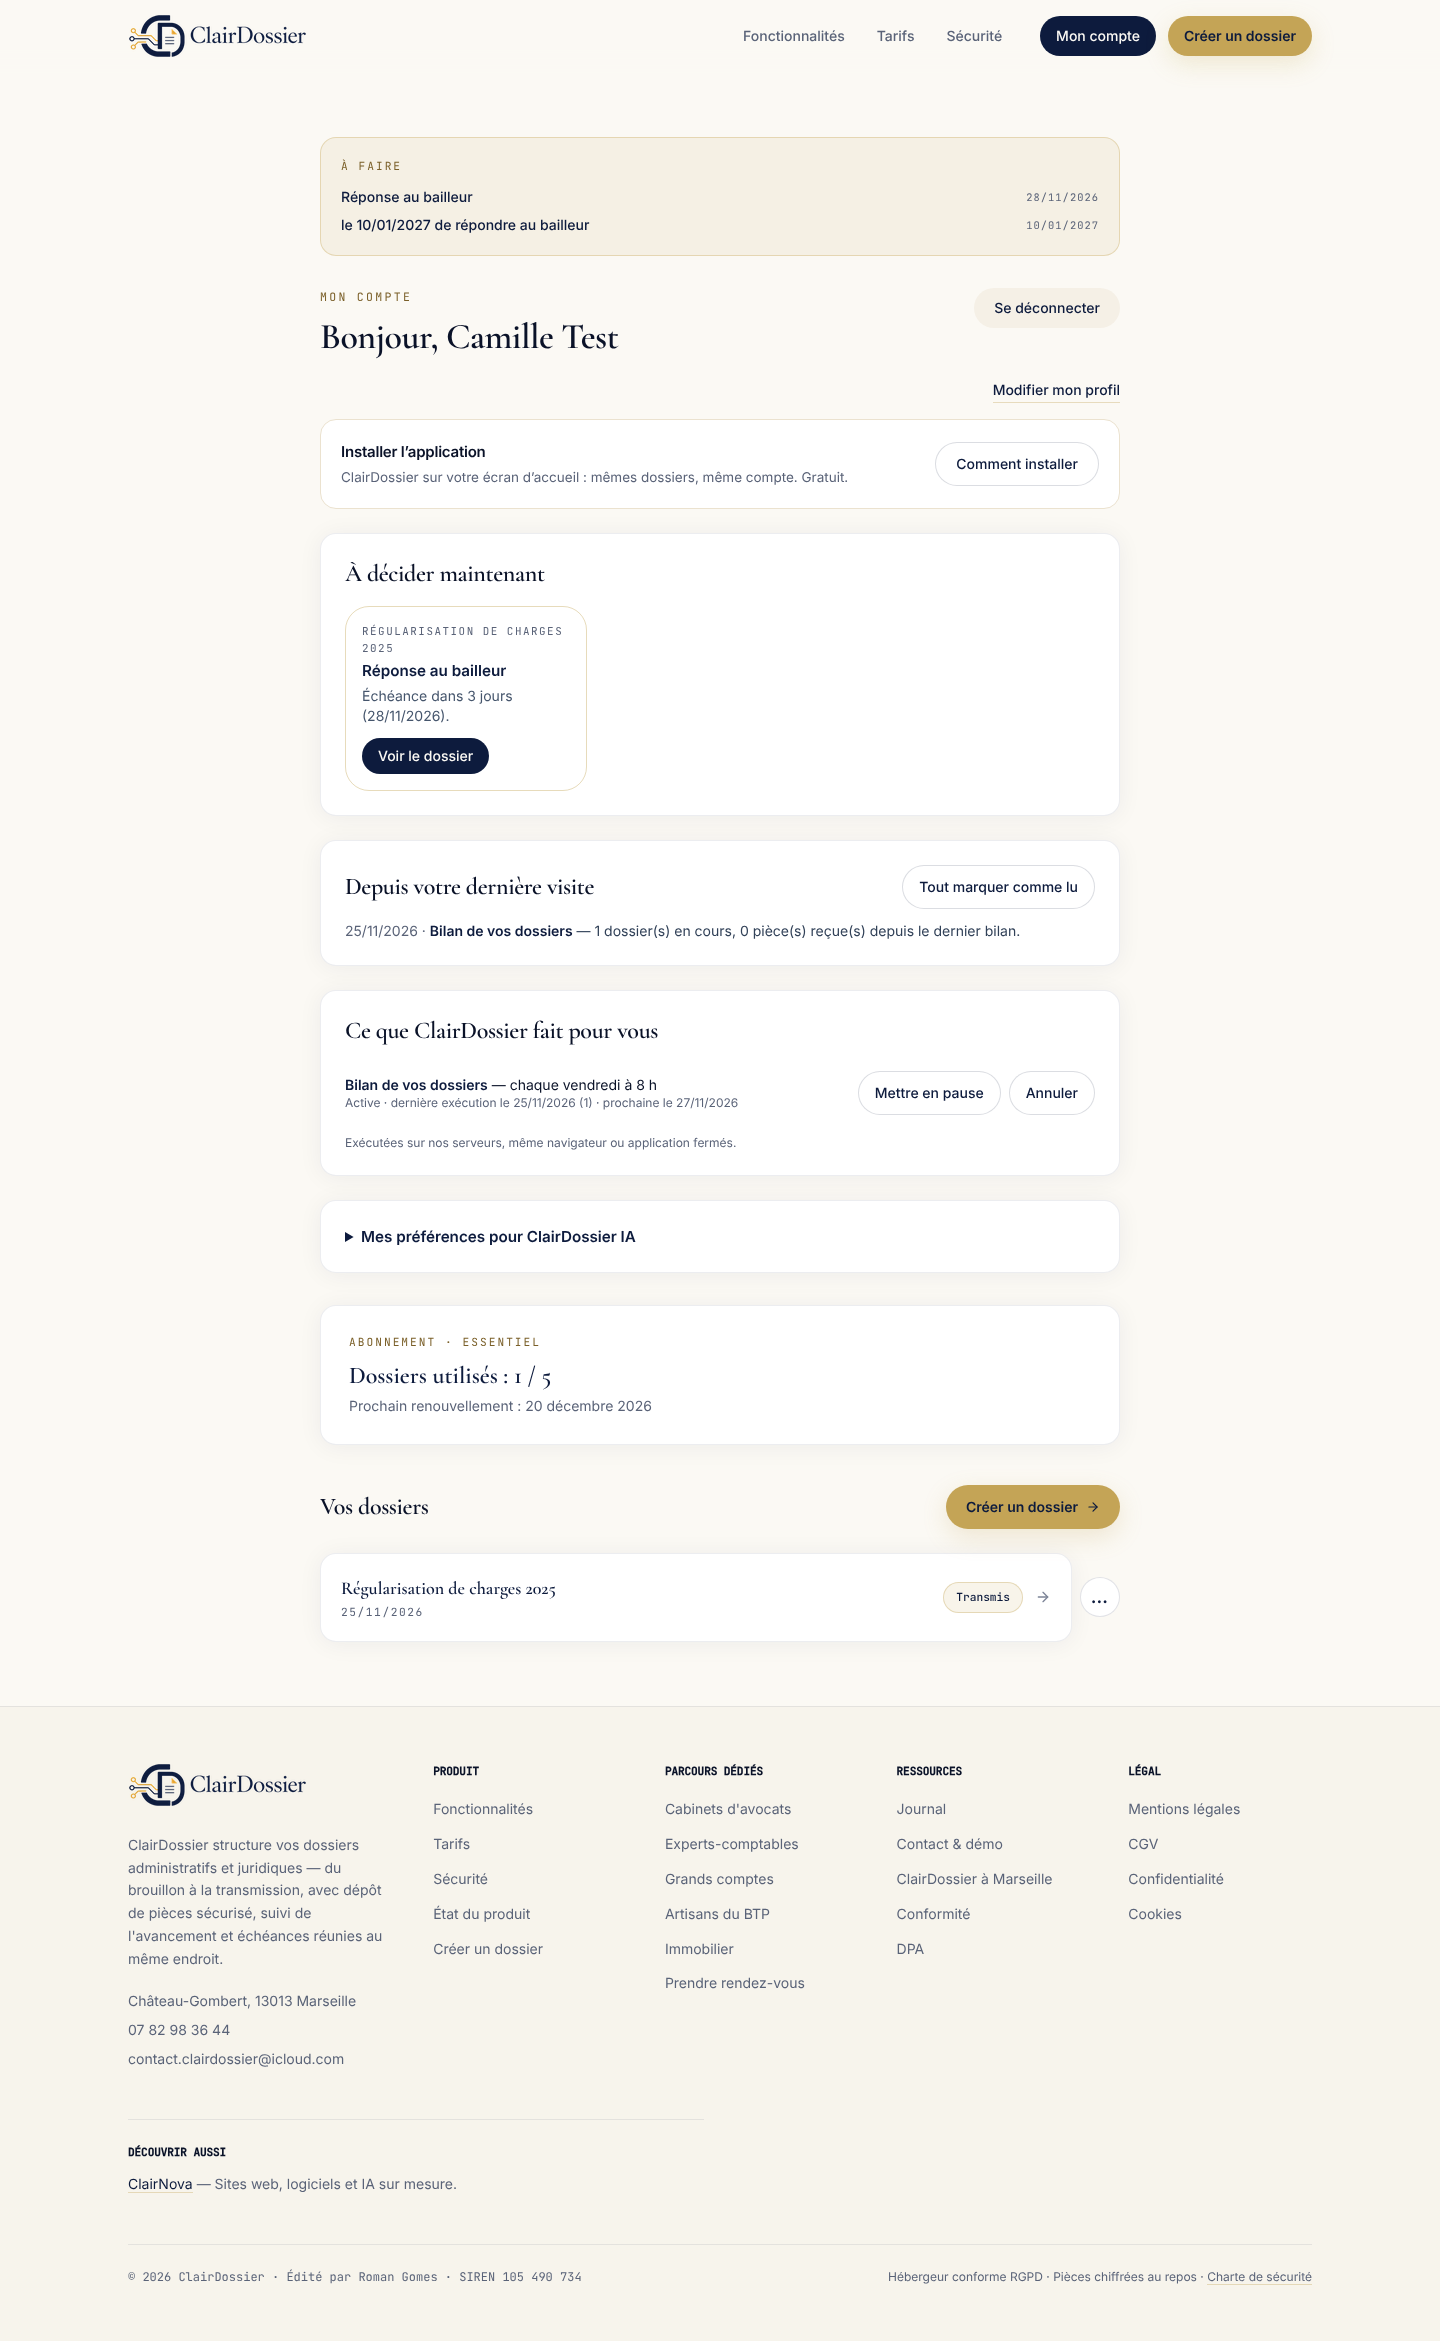 ClairDossier
Fonctionnalités
Tarifs
Sécurité
Mon compte
Créer un dossier
À FAIRE
Réponse au bailleur
28/11/2026
le 10/01/2027 de répondre au bailleur
10/01/2027
MON COMPTE
Se déconnecter
Bonjour, Camille Test
Modifier mon profil
Installer l’application
ClairDossier sur votre écran d’accueil : mêmes dossiers, même compte. Gratuit.
Comment installer
À décider maintenant
RÉGULARISATION DE CHARGES
2025
Réponse au bailleur
Échéance dans 3 jours
(28/11/2026).
Voir le dossier
Depuis votre dernière visite
Tout marquer comme lu
25/11/2026 · Bilan de vos dossiers — 1 dossier(s) en cours, 0 pièce(s) reçue(s) depuis le dernier bilan.
Ce que ClairDossier fait pour vous
Bilan de vos dossiers — chaque vendredi à 8 h
Active · dernière exécution le 25/11/2026 (1) · prochaine le 27/11/2026
Mettre en pause
Annuler
Exécutées sur nos serveurs, même navigateur ou application fermés.
Mes préférences pour ClairDossier IA
ABONNEMENT · ESSENTIEL
Dossiers utilisés : 1 / 5
Prochain renouvellement : 20 décembre 2026
Vos dossiers
Créer un dossier →
Régularisation de charges 2025
25/11/2026
Transmis
→
...
ClairDossier
ClairDossier structure vos dossiers
administratifs et juridiques — du
brouillon à la transmission, avec dépôt
de pièces sécurisé, suivi de
l'avancement et échéances réunies au
même endroit.
Château-Gombert, 13013 Marseille
07 82 98 36 44
contact.clairdossier@icloud.com
PRODUIT
Fonctionnalités
Tarifs
Sécurité
État du produit
Créer un dossier
PARCOURS DÉDIÉS
Cabinets d'avocats
Experts-comptables
Grands comptes
Artisans du BTP
Immobilier
Prendre rendez-vous
RESSOURCES
Journal
Contact & démo
ClairDossier à Marseille
Conformité
DPA
LÉGAL
Mentions légales
CGV
Confidentialité
Cookies
DÉCOUVRIR AUSSI
ClairNova — Sites web, logiciels et IA sur mesure.
© 2026 ClairDossier · Édité par Roman Gomes · SIREN 105 490 734
Hébergeur conforme RGPD · Pièces chiffrées au repos · Charte de sécurité